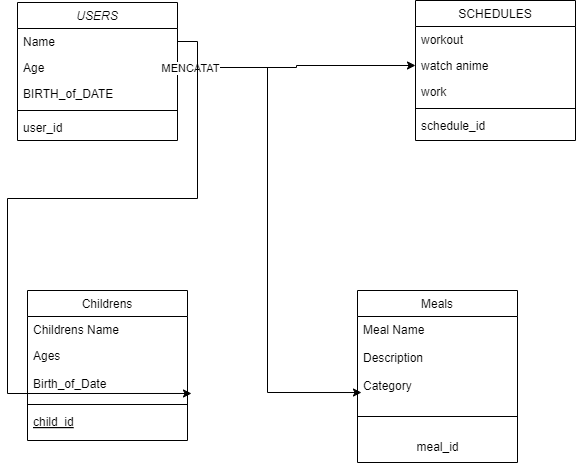 USERS
Name
Age
BIRTH_of_DATE
user_id
MENCATAT
SCHEDULES
workout
watch anime
work
schedule_id
Childrens
Childrens Name
Ages
Birth_of_Date
child_id
Meals
Meal Name
Description
Category
meal_id